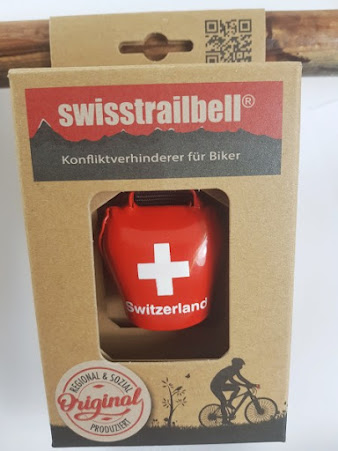 swisstrailbell®
Konfliktverhinderer für Biker
Switzerland
REGIONAL & SOZIAL
Original
PRODUZIERT